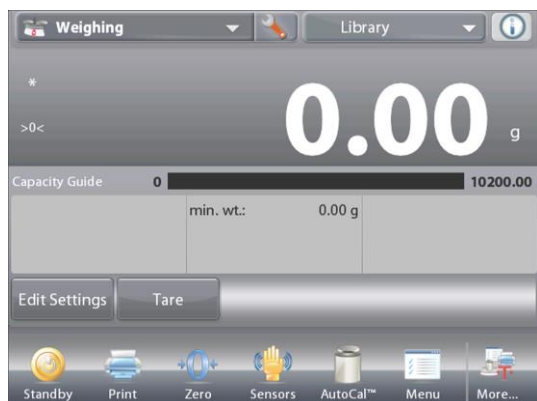 Weighing Library
*
>0<
0.00 g
Capacity Guide 0 10200.00
min. wt.: 0.00 g
Edit Settings Tare
Standby Print Zero Sensors AutoCal™ Menu More...